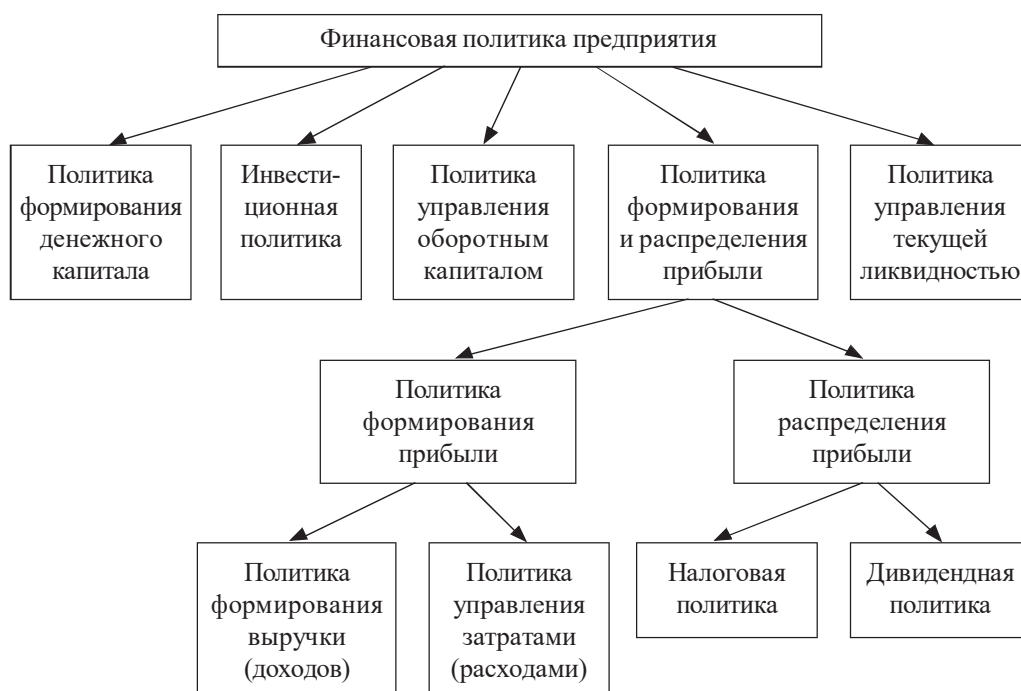 Финансовая политика предприятия
Политика
формирования
денежного
капитала
Инвести-
ционная
политика
Политика
управления
оборотным
капиталом
Политика
формирования
и распределения
прибыли
Политика
управления
текущей
ликвидностью
Политика
формирования
прибыли
Политика
распределения
прибыли
Политика
формирования
выручки
(доходов)
Политика
управления
затратами
(расходами)
Налоговая
политика
Дивидендная
политика